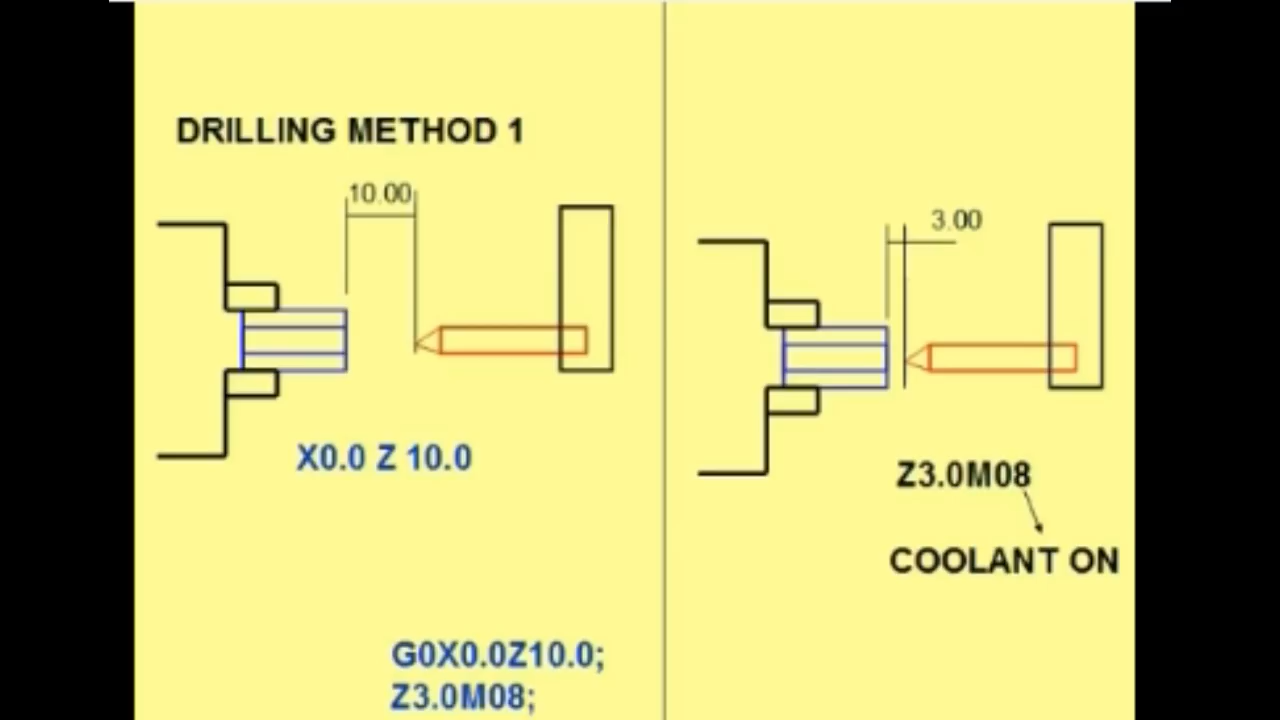 DRILLING METHOD 1
10.00
X0.0 Z 10.0
G0X0.0Z10.0;
Z3.0M08;
3.00
Z3.0M08
COOLANT ON